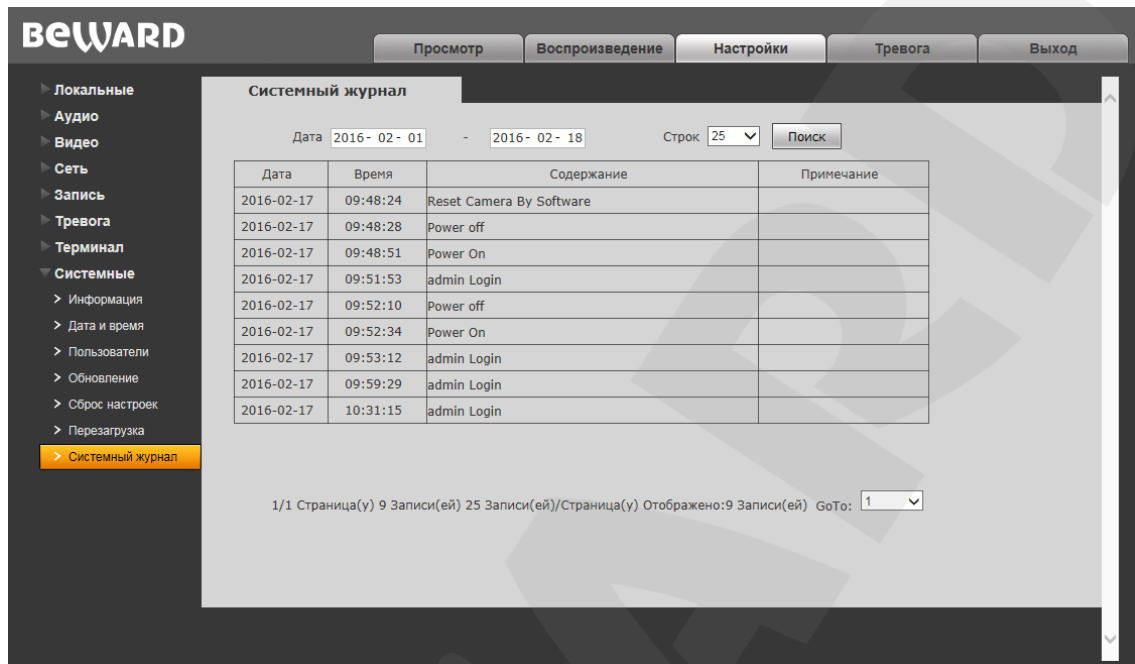 BEWARD
Просмотр Воспроизведение Настройки Тревога Выход
Локальные
Аудио
Видео
Сеть
Запись
Тревога
Терминал
Системные
> Информация
> Дата и время
> Пользователи
> Обновление
> Сброс настроек
> Перезагрузка
> Системный журнал
Системный журнал
Дата 2016- 02- 01 - 2016- 02- 18 Строк 25 Поиск
Дата Время Содержание Примечание
2016-02-17 09:48:24 Reset Camera By Software
2016-02-17 09:48:28 Power off
2016-02-17 09:48:51 Power On
2016-02-17 09:51:53 admin Login
2016-02-17 09:52:10 Power off
2016-02-17 09:52:34 Power On
2016-02-17 09:53:12 admin Login
2016-02-17 09:59:29 admin Login
2016-02-17 10:31:15 admin Login
1/1 Страница(у) 9 Записи(ей) 25 Записи(ей)/Страница(у) Отображено:9 Записи(ей) GoTo: 1